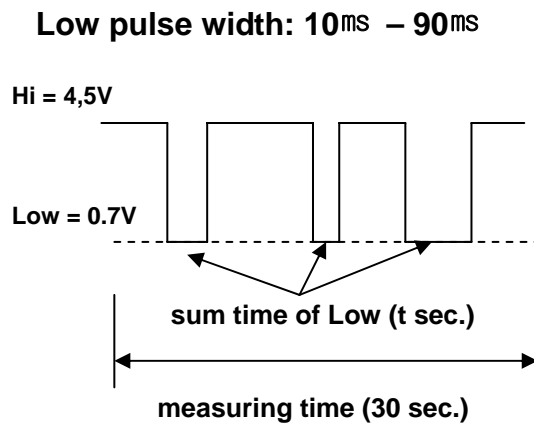 Low pulse width: 10㎳ – 90㎳
Hi = 4,5V
Low = 0.7V
sum time of Low (t sec.)
measuring time (30 sec.)